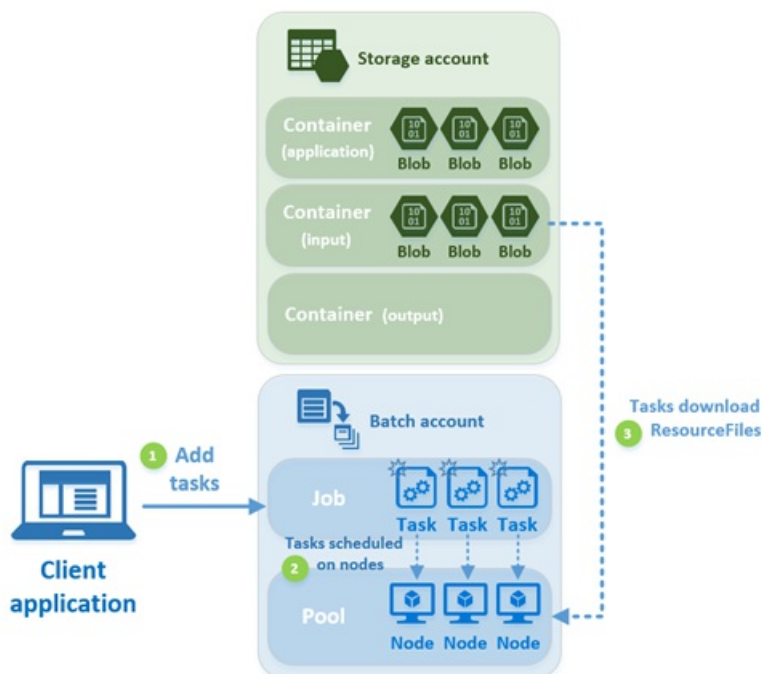 Storage account
Container
(application)
10
01
10
01
10
01
Blob Blob Blob
Container
(input)
10
01
10
01
10
01
Blob Blob Blob
Container (output)
Batch account
1 Add
tasks
Job
Task Task Task
Tasks scheduled
2 on nodes
Pool
Node Node Node
Client
application
Tasks download
3 ResourceFiles